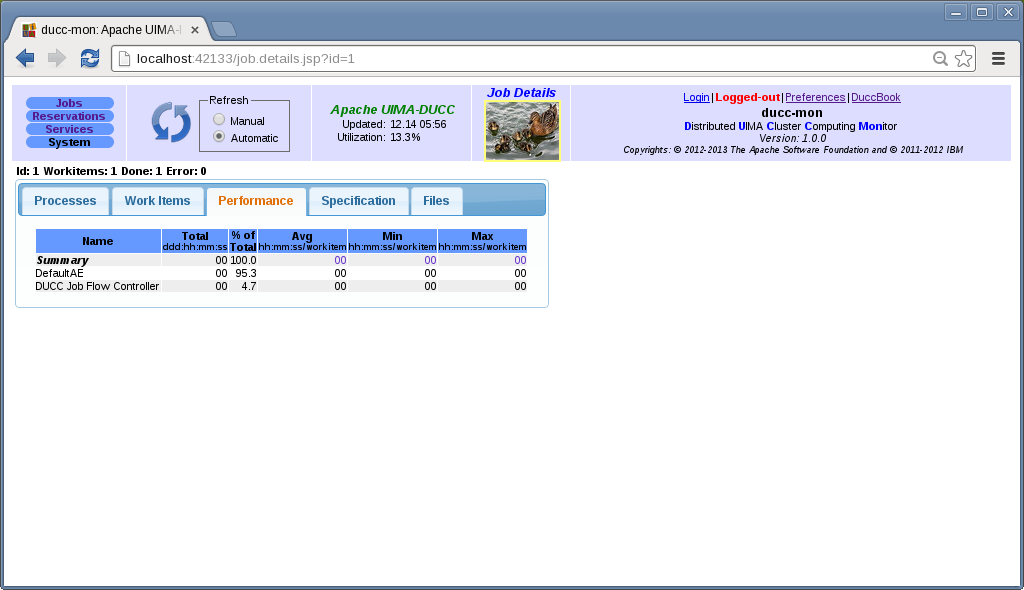 ducc-mon: Apache UIMA-
localhost:42133/job.details.jsp?id=1
Jobs
Reservations
Services
System
Refresh
Manual
Automatic
Apache UIMA-DUCC
Updated: 12.14 05:56
Utilization: 13.3%
Job Details
Login|Logged-out|Preferences|DuccBook
ducc-mon
Distributed UIMA Cluster Computing Monitor
Version: 1.0.0
Copyrights: © 2012-2013 The Apache Software Foundation and © 2011-2012 IBM
Id: 1 Workitems: 1 Done: 1 Error: 0
Processes Work Items Performance Specification Files
Name Total % of Avg Min Max
ddd:hh:mm:ss Total hh:mm:ss/workitem hh:mm:ss/workitem hh:mm:ss/workitem
Summary 00 100.0 00 00 00
DefaultAE 00 95.3 00 00 00
DUCC Job Flow Controller 00 4.7 00 00 00